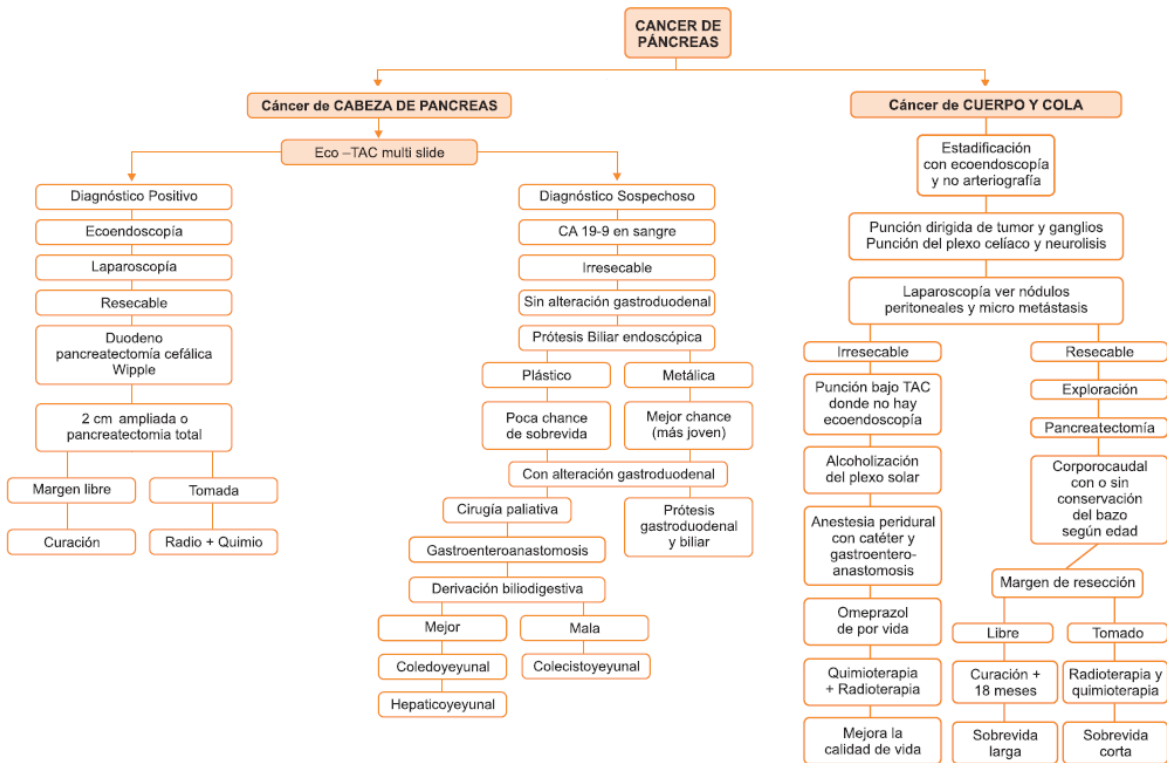 CANCER DE
PÁNCREAS
Cáncer de CABEZA DE PANCREAS
Eco –TAC multi slide
Diagnóstico Positivo
Ecoendoscopía
Laparoscopía
Resecable
Duodeno
pancreatectomía cefálica
Wipple
2 cm ampliada o
pancreatectomia total
Margen libre
Curación
Tomada
Radio + Quimio
Diagnóstico Sospechoso
CA 19-9 en sangre
Irresecable
Sin alteración gastroduodenal
Prótesis Biliar endoscópica
Plástico
Poca chance
de sobrevida
Metálica
Mejor chance
(más joven)
Con alteración gastroduodenal
Cirugía paliativa
Gastroenteroanastomosis
Derivación biliodigestiva
Mejor
Coledoyeyunal
Hepaticoyeyunal
Mala
Colecistoyeyunal
Prótesis
gastroduodenal
y biliar
Cáncer de CUERPO Y COLA
Estadificación
con ecoendoscopía
y no arteriografía
Punción dirigida de tumor y ganglios
Punción del plexo celíaco y neurolisis
Laparoscopía ver nódulos
peritoneales y micro metástasis
Irresecable
Punción bajo TAC
donde no hay
ecoendoscopía
Alcoholización
del plexo solar
Anestesia peridural
con catéter y
gastroentero-
anastomosis
Omeprazol
de por vida
Quimioterapia
+ Radioterapia
Mejora la
calidad de vida
Resecable
Exploración
Pancreatectomía
Corporocaudal
con o sin
conservación
del bazo
según edad
Margen de resección
Libre
Curación +
18 meses
Sobrevida
larga
Tomado
Radioterapia y
quimioterapia
Sobrevida
corta